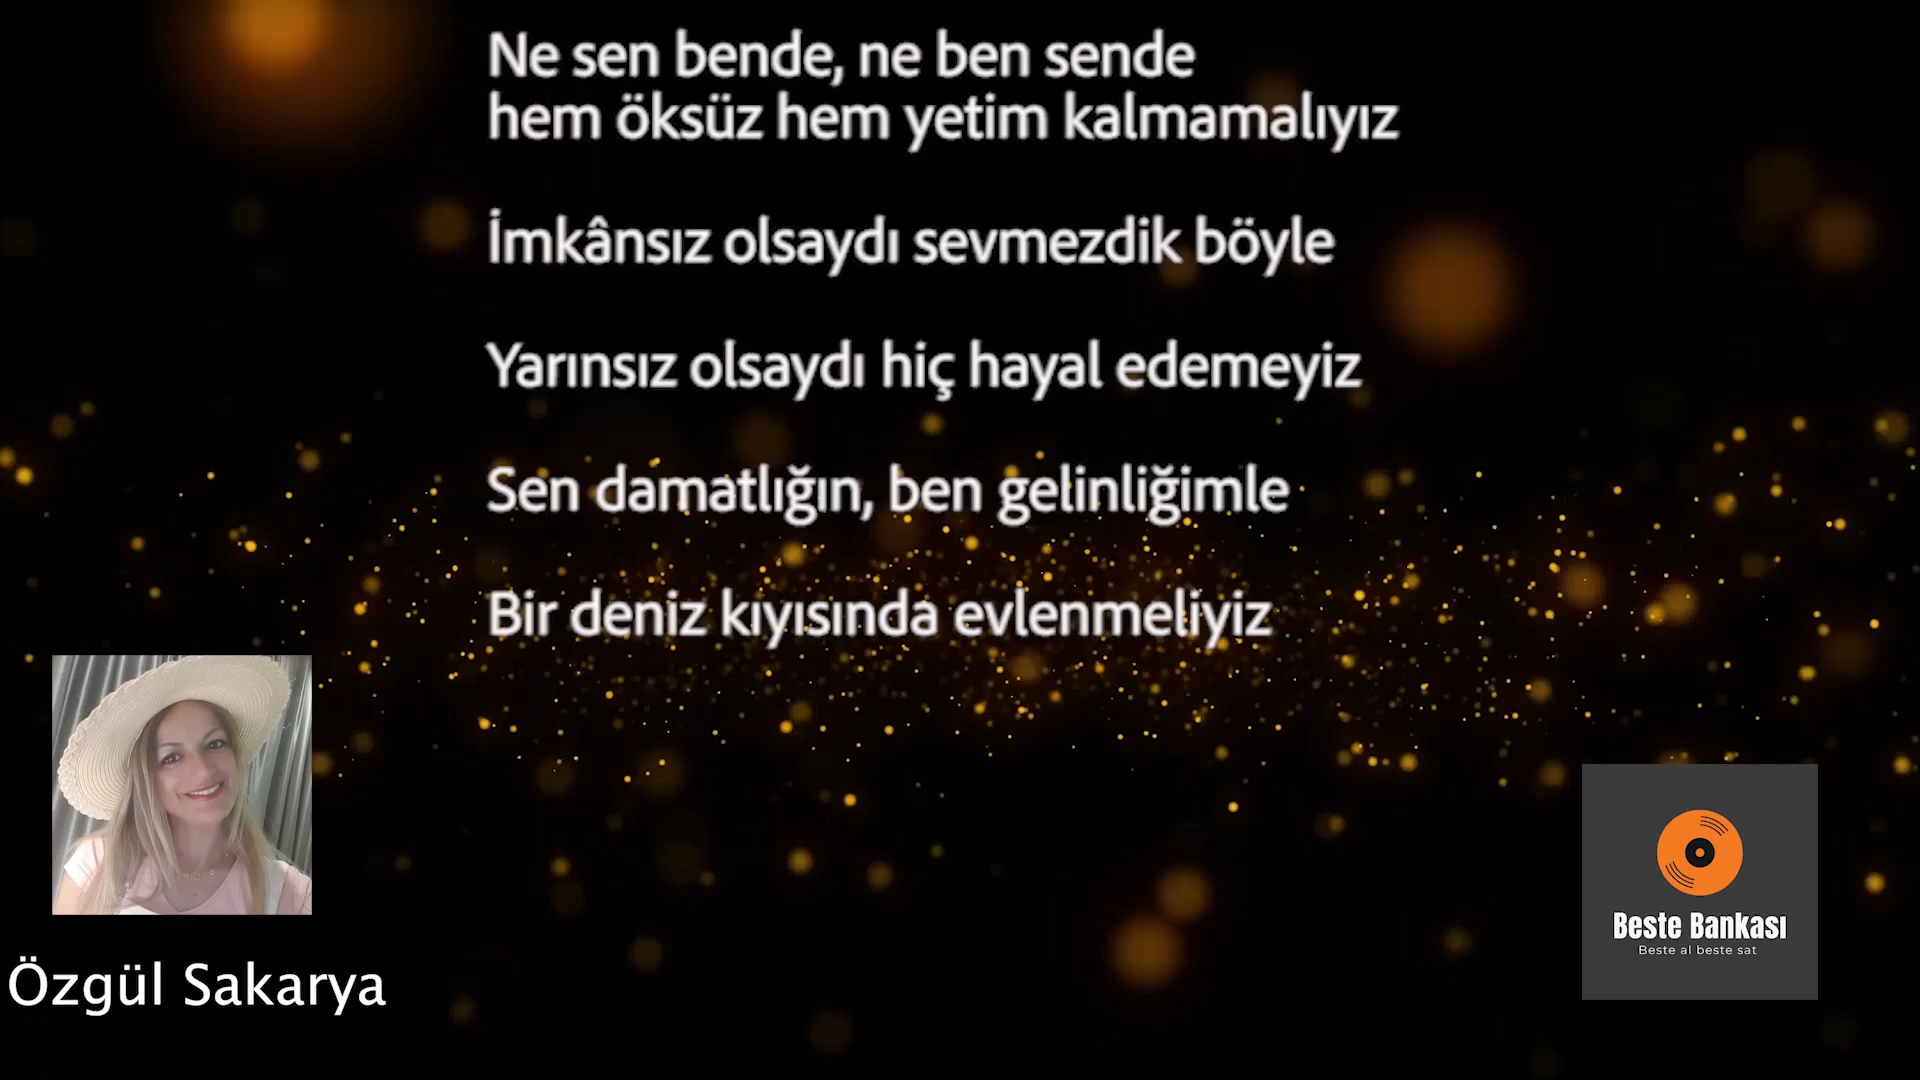 Ne sen bende, ne ben sende
hem öksüz hem yetim kalmamalıyız
İmkânsız olsaydı sevmezdik böyle
Yarınsız olsaydı hiç hayal edemeyiz
Sen damatlığın, ben gelinliğimle
Bir deniz kıyısında evlenmeliyiz
Özgül Sakarya
Beste Bankası
Beste al beste sat